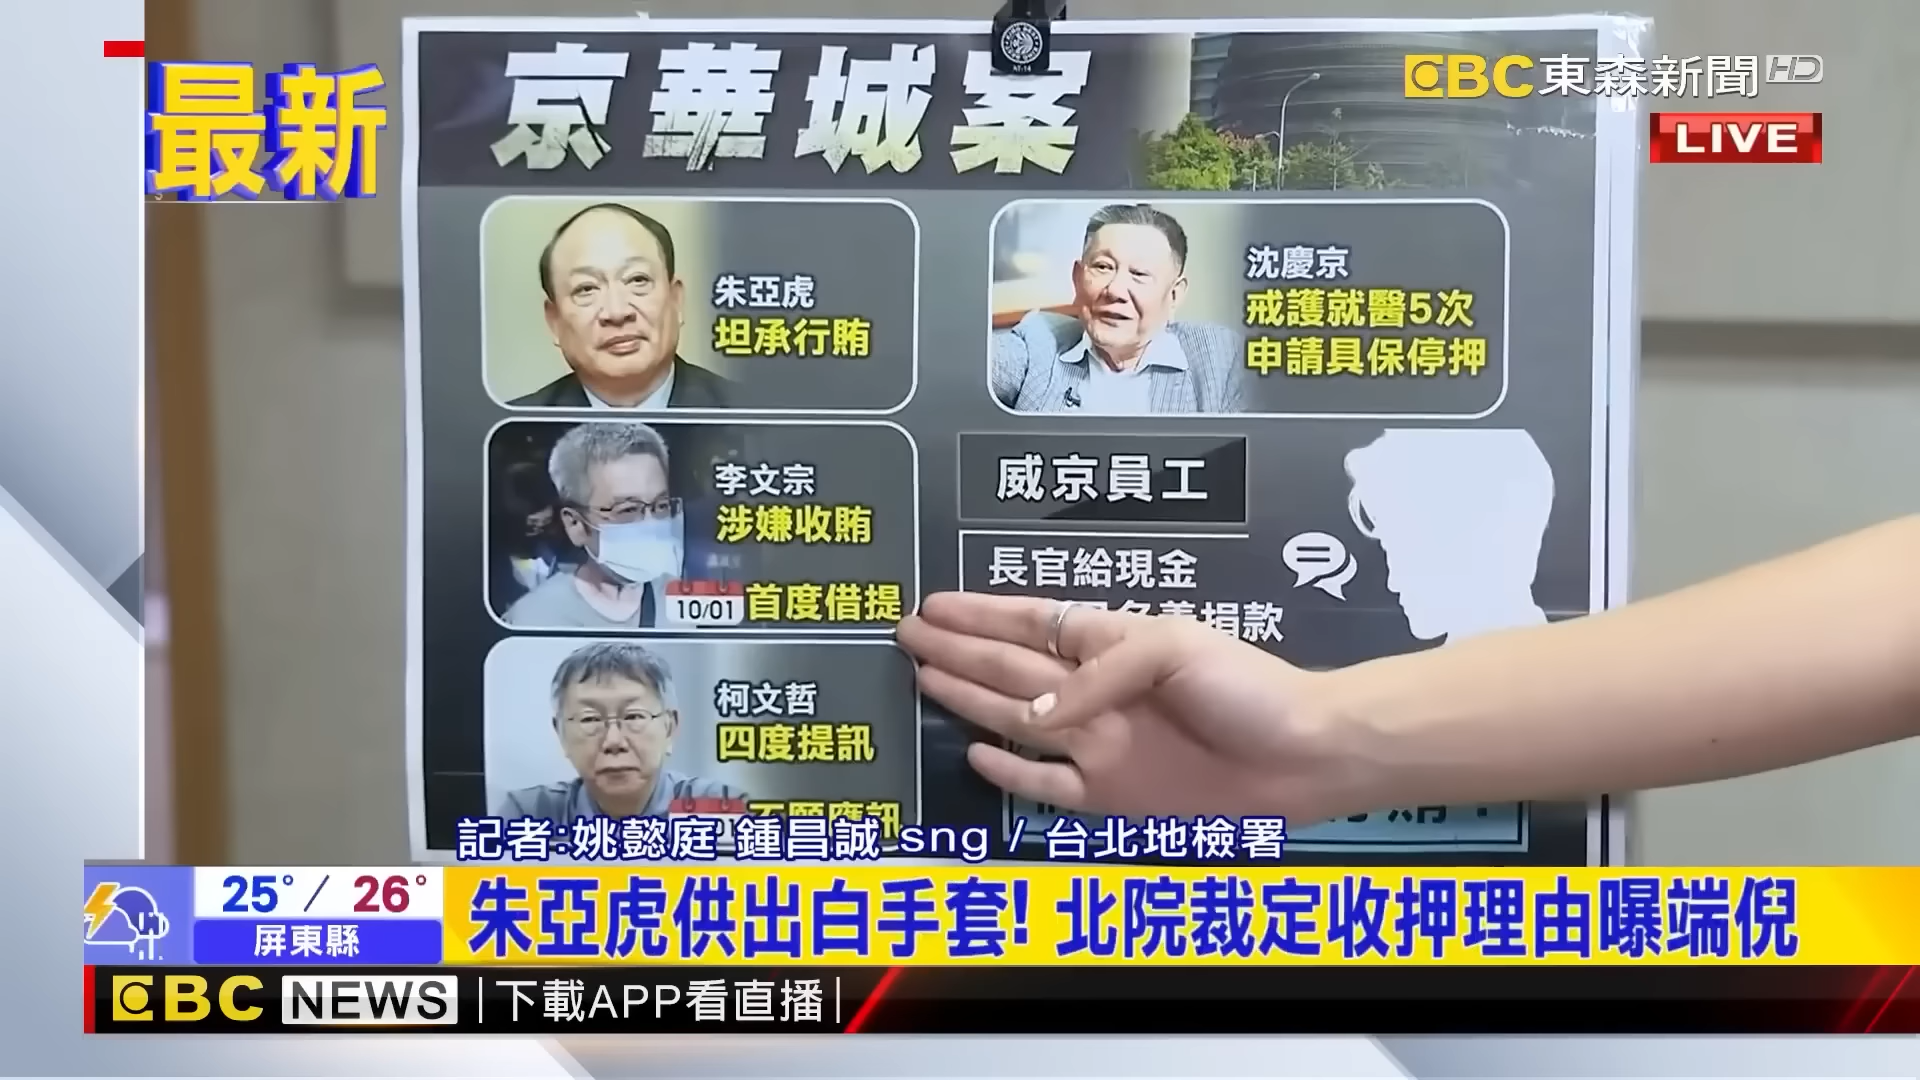 最新
京華城案
EBC東森新聞HD
LIVE
朱亞虎
坦承行賄
沈慶京
戒護就醫5次
申請具保停押
李文宗
涉嫌收賄
10/01 首度借提
威京員工
長官給現金
捐款
柯文哲
四度提訊
不願應訊
記者:姚懿庭 鍾昌誠 sng / 台北地檢署
25°/ 26°
屏東縣
朱亞虎供出白手套! 北院裁定收押理由曝端倪
EBC NEWS |下載APP看直播|